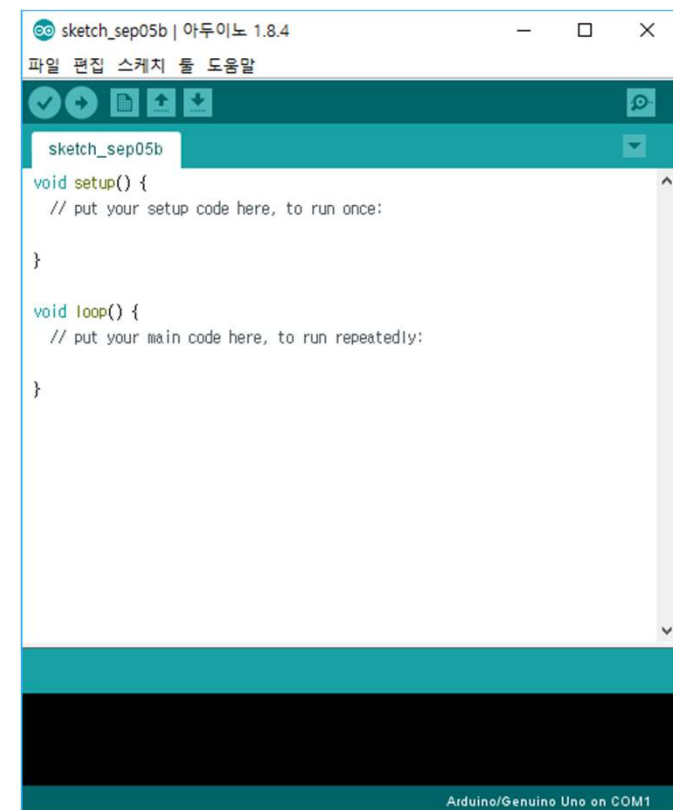 sketch_sep05b | 아두이노 1.8.4
파일 편집 스케치 툴 도움말
sketch_sep05b
void setup() {
  // put your setup code here, to run once:
}
void loop() {
  // put your main code here, to run repeatedly:
}
Arduino/Genuino Uno on COM1